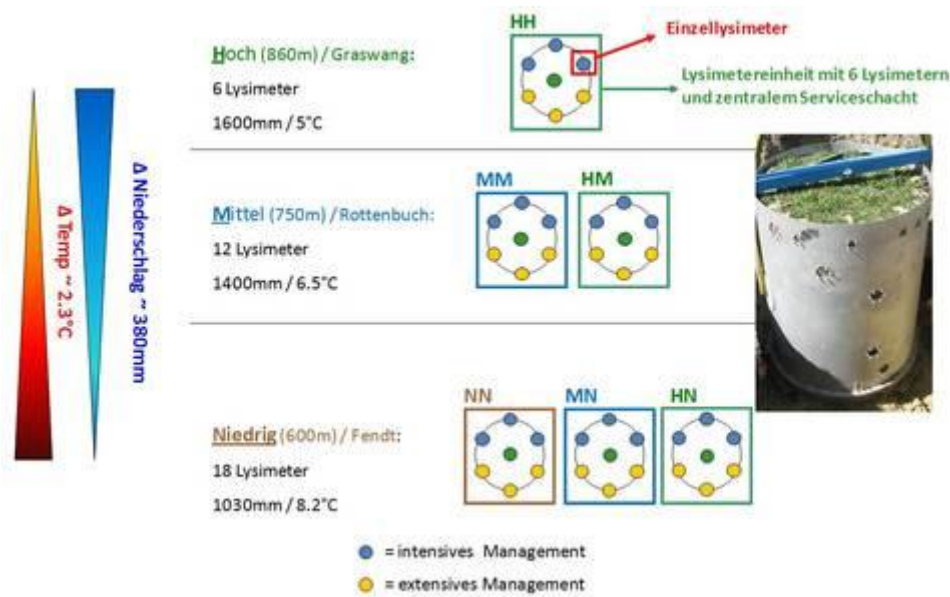 HH
Einzellysimeter
Hoch (860m) / Graswang:
6 Lysimeter
1600mm / 5°C
Lysimetereinheit mit 6 Lysimetern
und zentralem Serviceschacht
Δ Temp ~ 2.3°C
Δ Niederschlag ~ 380mm
MM
HM
Mittel (750m) / Rottenbuch:
12 Lysimeter
1400mm / 6.5°C
NN
MN
HN
Niedrig (600m) / Fendt:
18 Lysimeter
1030mm / 8.2°C
= intensives Management
= extensives Management